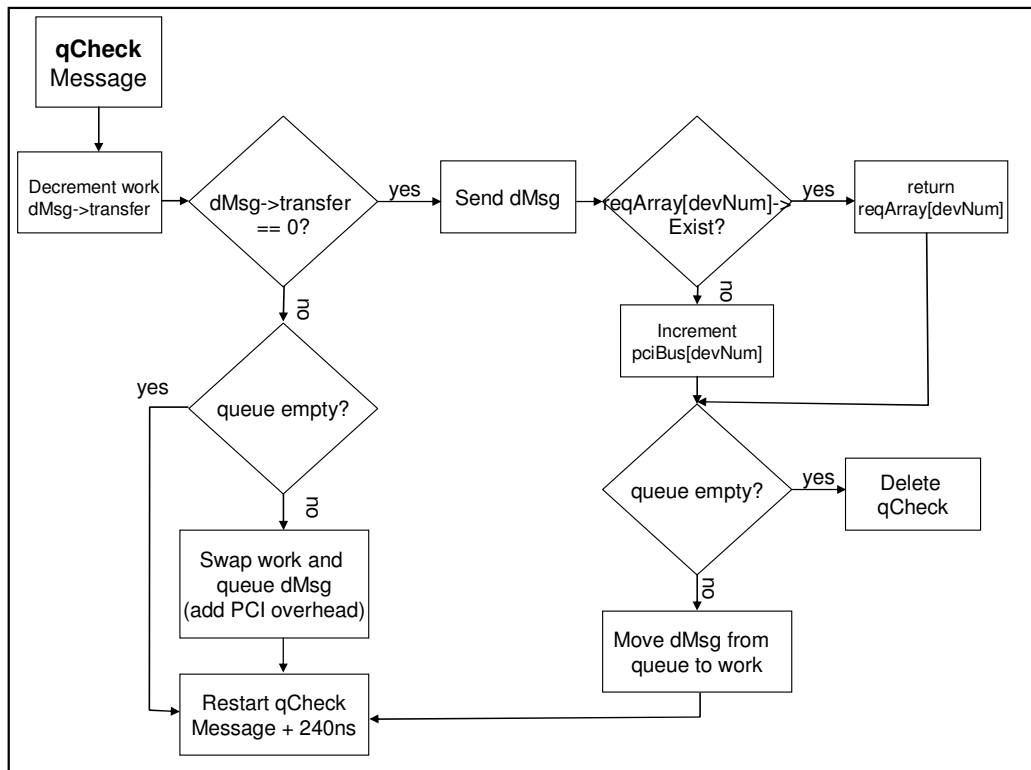 qCheck
Message
Decrement work
dMsg->transfer
dMsg->transfer
== 0?
yes
Send dMsg
reqArray[devNum]->
Exist?
yes
return
reqArray[devNum]
no
no
Increment
pciBus[devNum]
yes
queue empty?
queue empty?
yes
Delete
qCheck
no
Swap work and
queue dMsg
(add PCI overhead)
no
Move dMsg from
queue to work
Restart qCheck
Message + 240ns